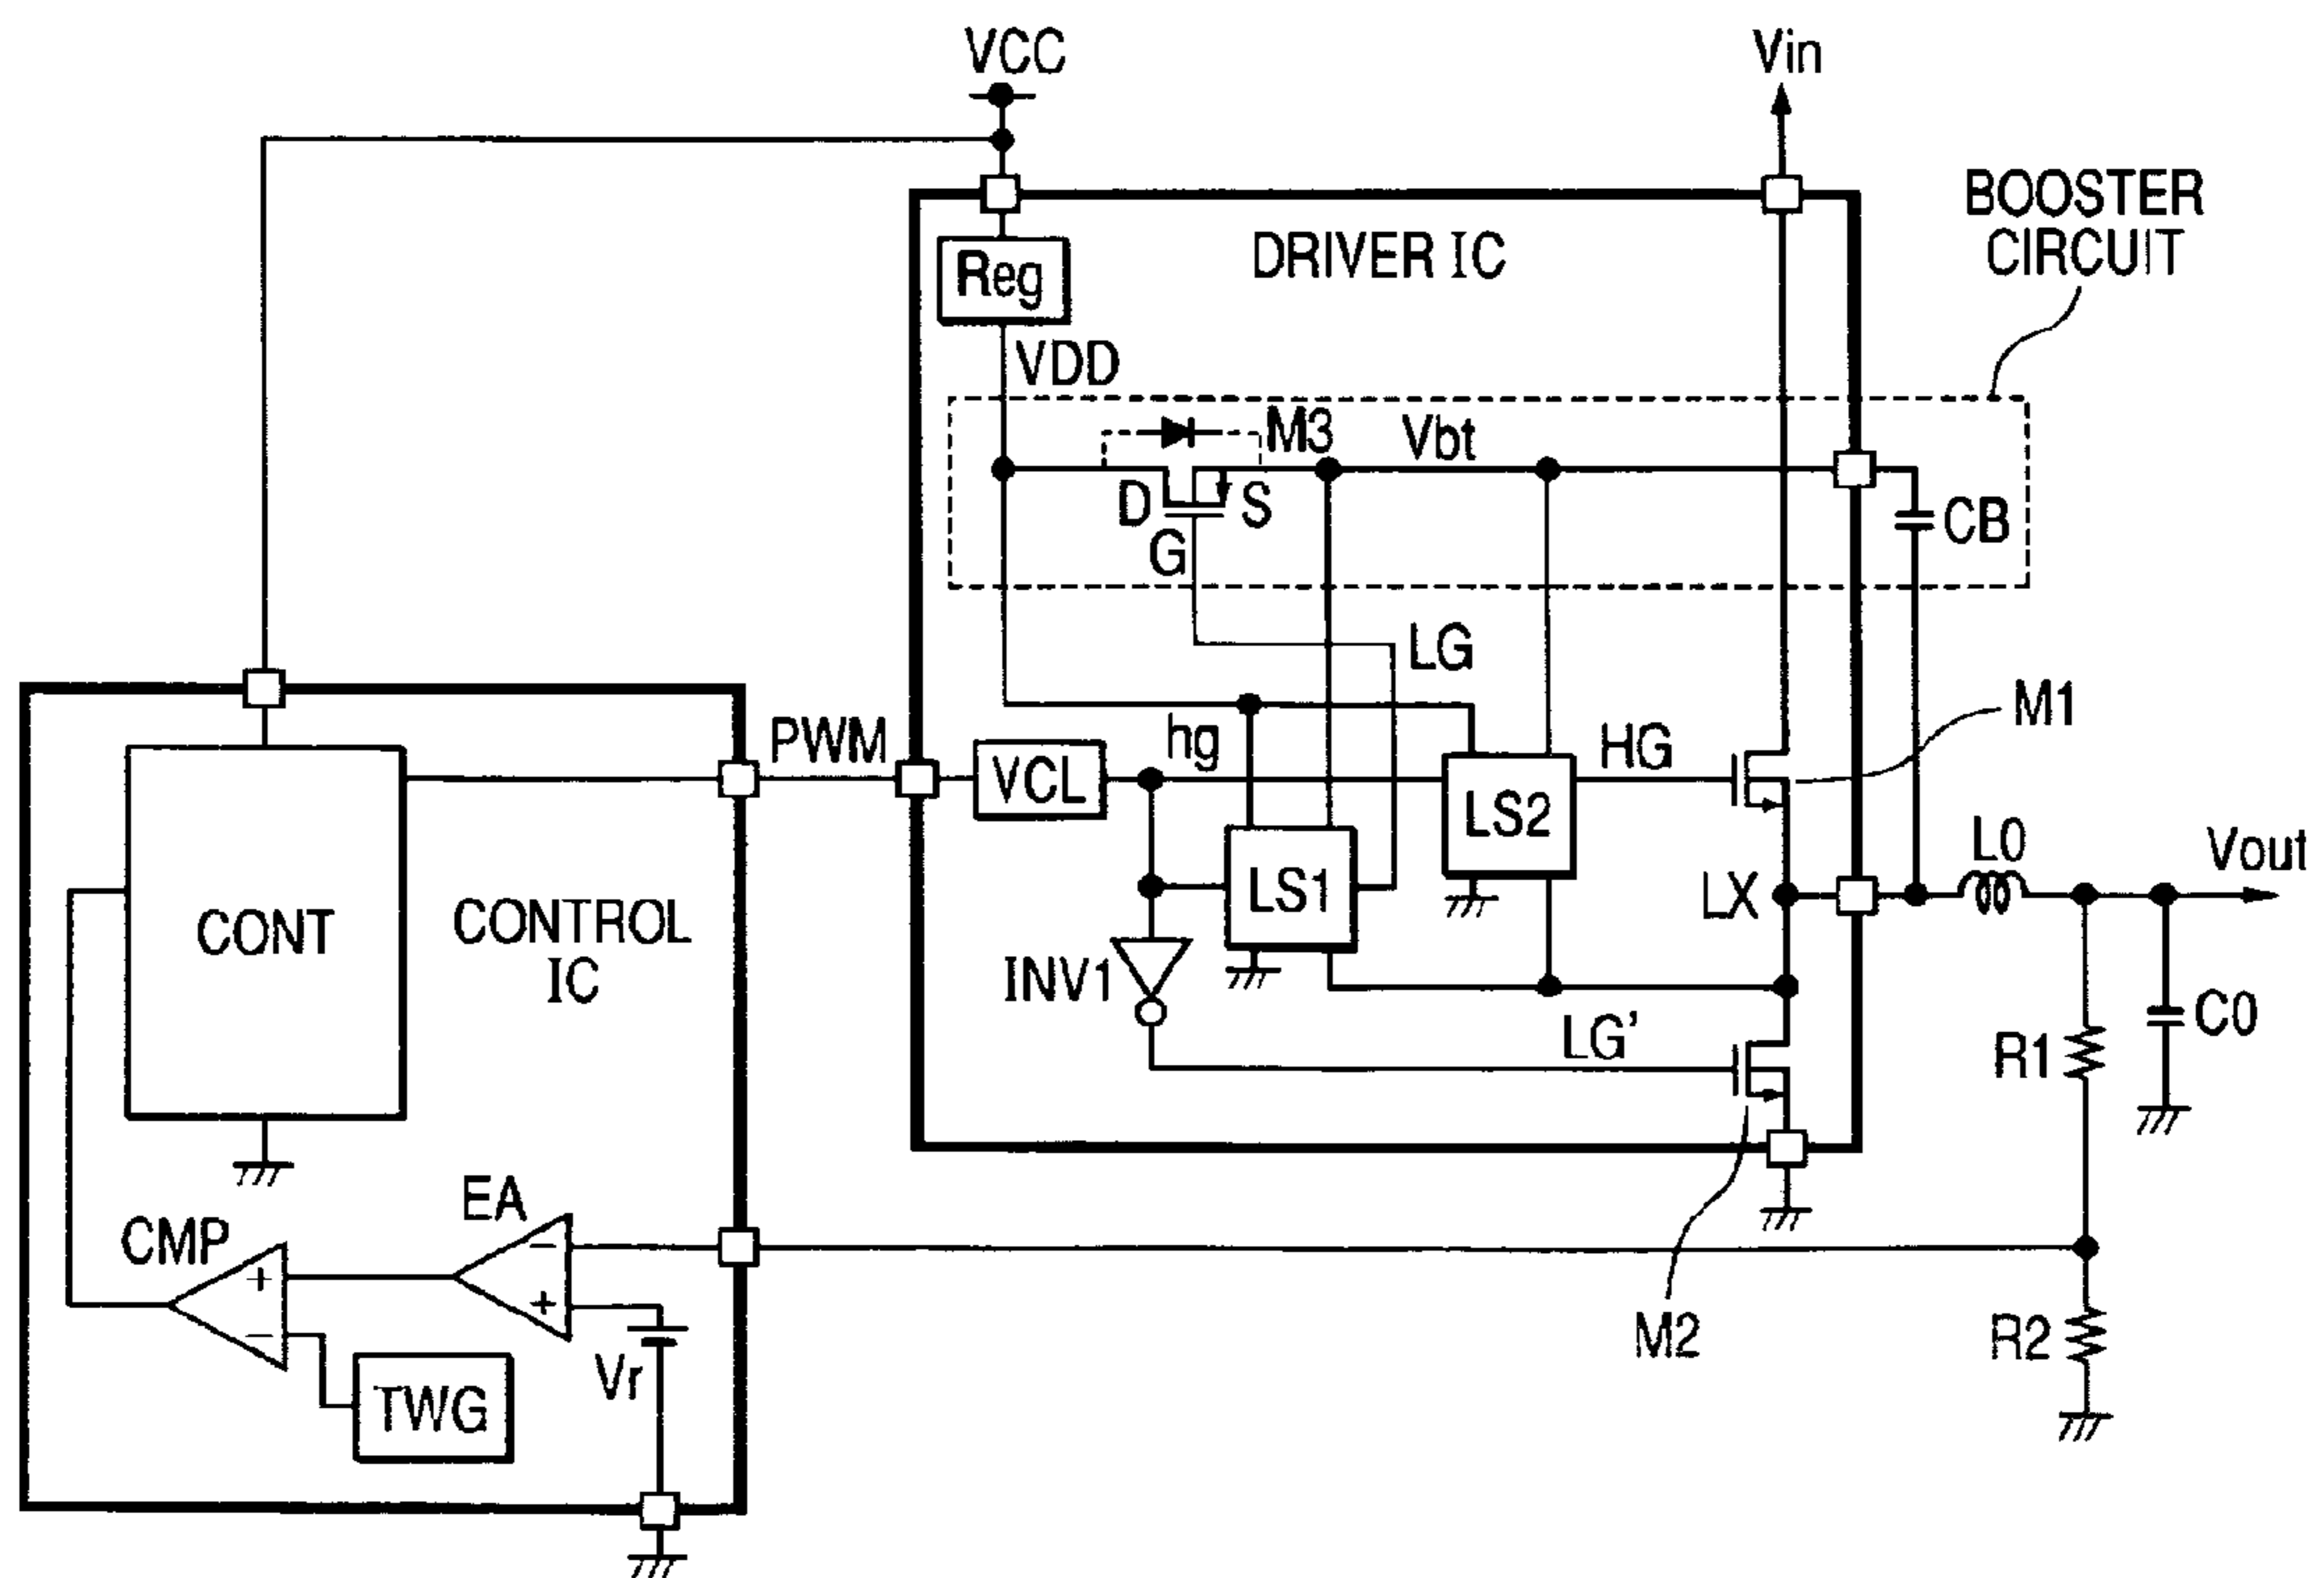 VCC
Vin
BOOSTER
CIRCUIT
DRIVER IC
Reg
VDD
M3
Vbt
D
S
G
CB
LG
M1
PWM
hg
HG
VCL
LS2
LS1
L0
Vout
LX
CONT
CONTROL
IC
INV1
LG'
R1
C0
EA
CMP
−
+
+
−
Vr
TWG
M2
R2